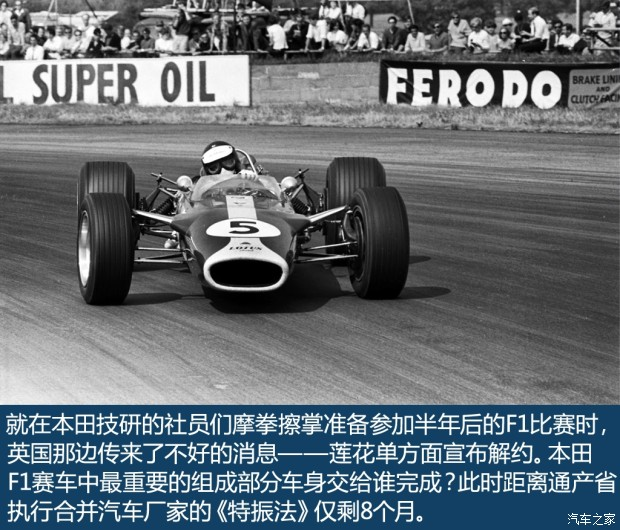 L SUPER OIL
FERODO
BRAKE LININ
AND
CLUTCH FACING
5
LOTUS
就在本田技研的社员们摩拳擦掌准备参加半年后的F1比赛时，
英国那边传来了不好的消息——莲花单方面宣布解约。本田
F1赛车中最重要的组成部分车身交给谁完成？此时距离通产省
执行合并汽车厂家的《特振法》仅剩8个月。
汽车之家